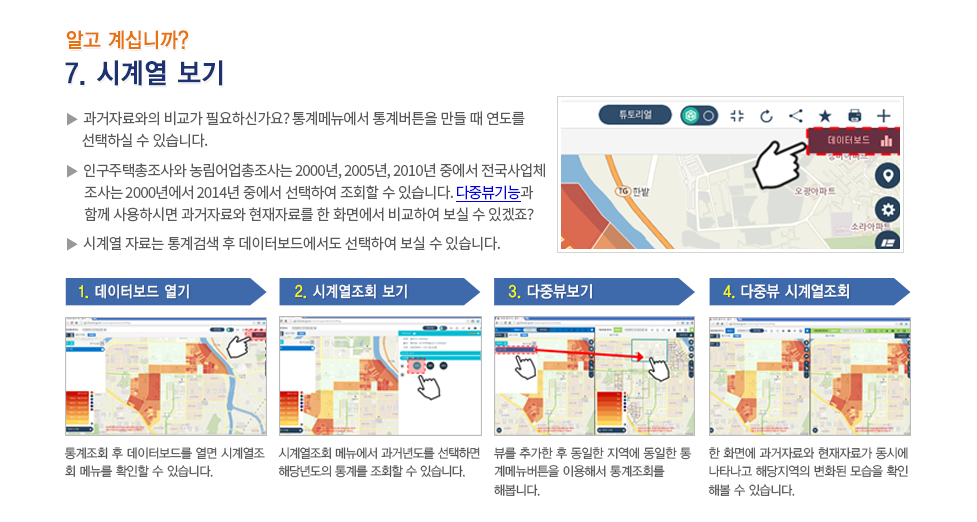 알고 계십니까?
7. 시계열 보기
▶ 과거자료와의 비교가 필요하신가요? 통계메뉴에서 통계버튼을 만들 때 연도를
선택하실 수 있습니다.
▶ 인구주택총조사와 농림어업총조사는 2000년, 2005년, 2010년 중에서 전국사업체
조사는 2000년에서 2014년 중에서 선택하여 조회할 수 있습니다. 다중뷰기능과
함께 사용하시면 과거자료와 현재자료를 한 화면에서 비교하여 보실 수 있겠죠?
▶ 시계열 자료는 통계검색 후 데이터보드에서도 선택하여 보실 수 있습니다.
튜토리얼
데이터보드
TG 한밭
오광아파트
소라아파트
1. 데이터보드 열기
2. 시계열조회 보기
3. 다중뷰보기
4. 다중뷰 시계열조회
통계조회 후 데이터보드를 열면 시계열조
회 메뉴를 확인할 수 있습니다.
시계열조회 메뉴에서 과거년도를 선택하면
해당년도의 통계를 조회할 수 있습니다.
뷰를 추가한 후 동일한 지역에 동일한 통
계메뉴버튼을 이용해서 통계조회를
해봅니다.
한 화면에 과거자료와 현재자료가 동시에
나타나고 해당지역의 변화된 모습을 확인
해볼 수 있습니다.